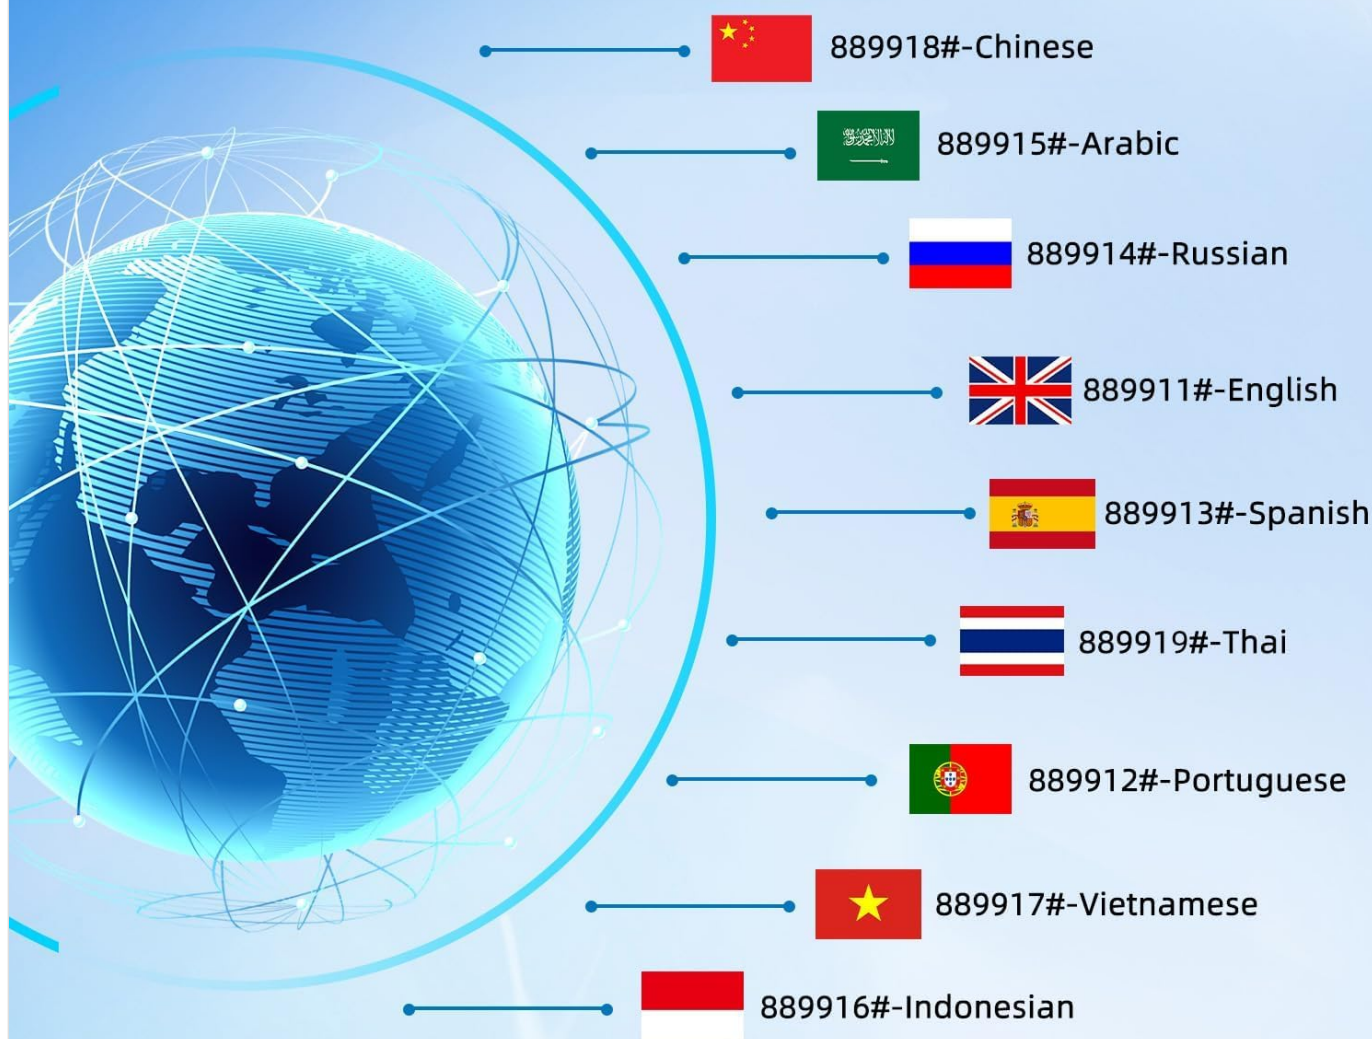 889918#-Chinese
889915#-Arabic
889914#-Russian
889911#-English
889913#-Spanish
889919#-Thai
889912#-Portuguese
889917#-Vietnamese
889916#-Indonesian